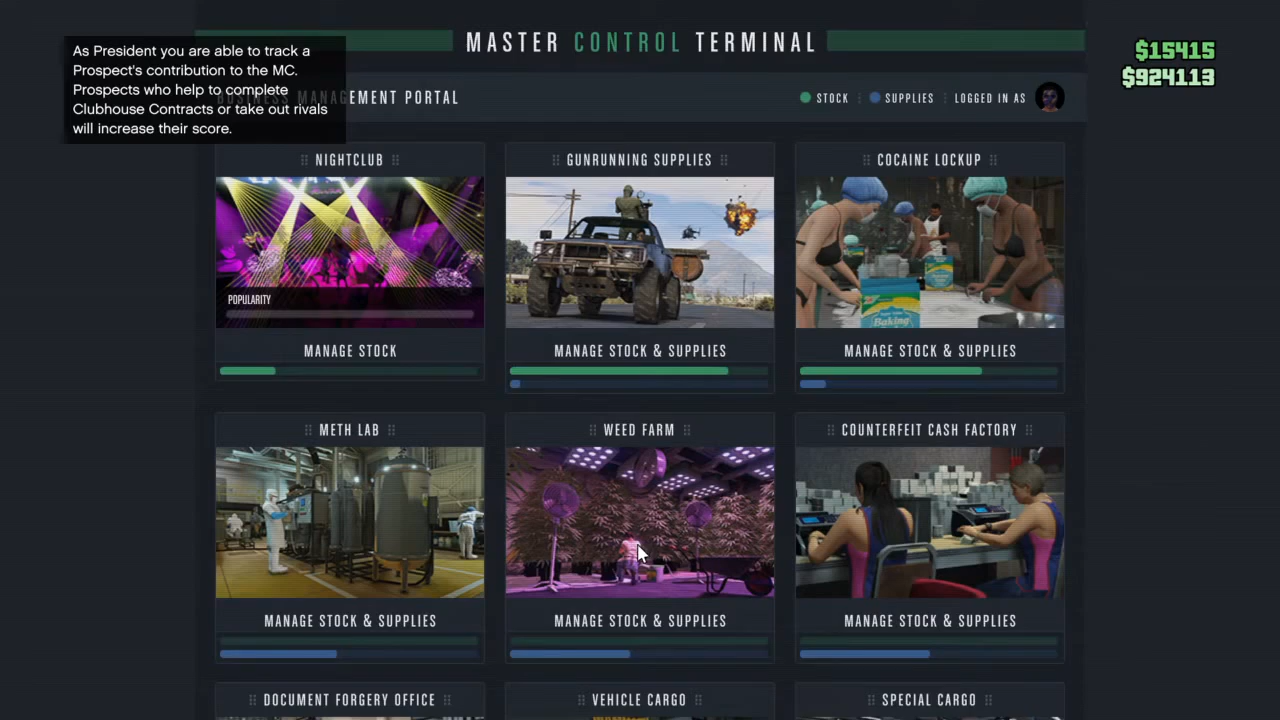 MASTER CONTROL TERMINAL
As President you are able to track a
Prospect's contribution to the MC.
Prospects who help to complete
Clubhouse Contracts or take out rivals
will increase their score.
$15415
$924113
BUSINESS MANAGEMENT PORTAL
STOCK
SUPPLIES
LOGGED IN AS
NIGHTCLUB
GUNRUNNING SUPPLIES
COCAINE LOCKUP
POPULARITY
Baking
MANAGE STOCK
MANAGE STOCK & SUPPLIES
MANAGE STOCK & SUPPLIES
METH LAB
WEED FARM
COUNTERFEIT CASH FACTORY
MANAGE STOCK & SUPPLIES
MANAGE STOCK & SUPPLIES
MANAGE STOCK & SUPPLIES
DOCUMENT FORGERY OFFICE
VEHICLE CARGO
SPECIAL CARGO